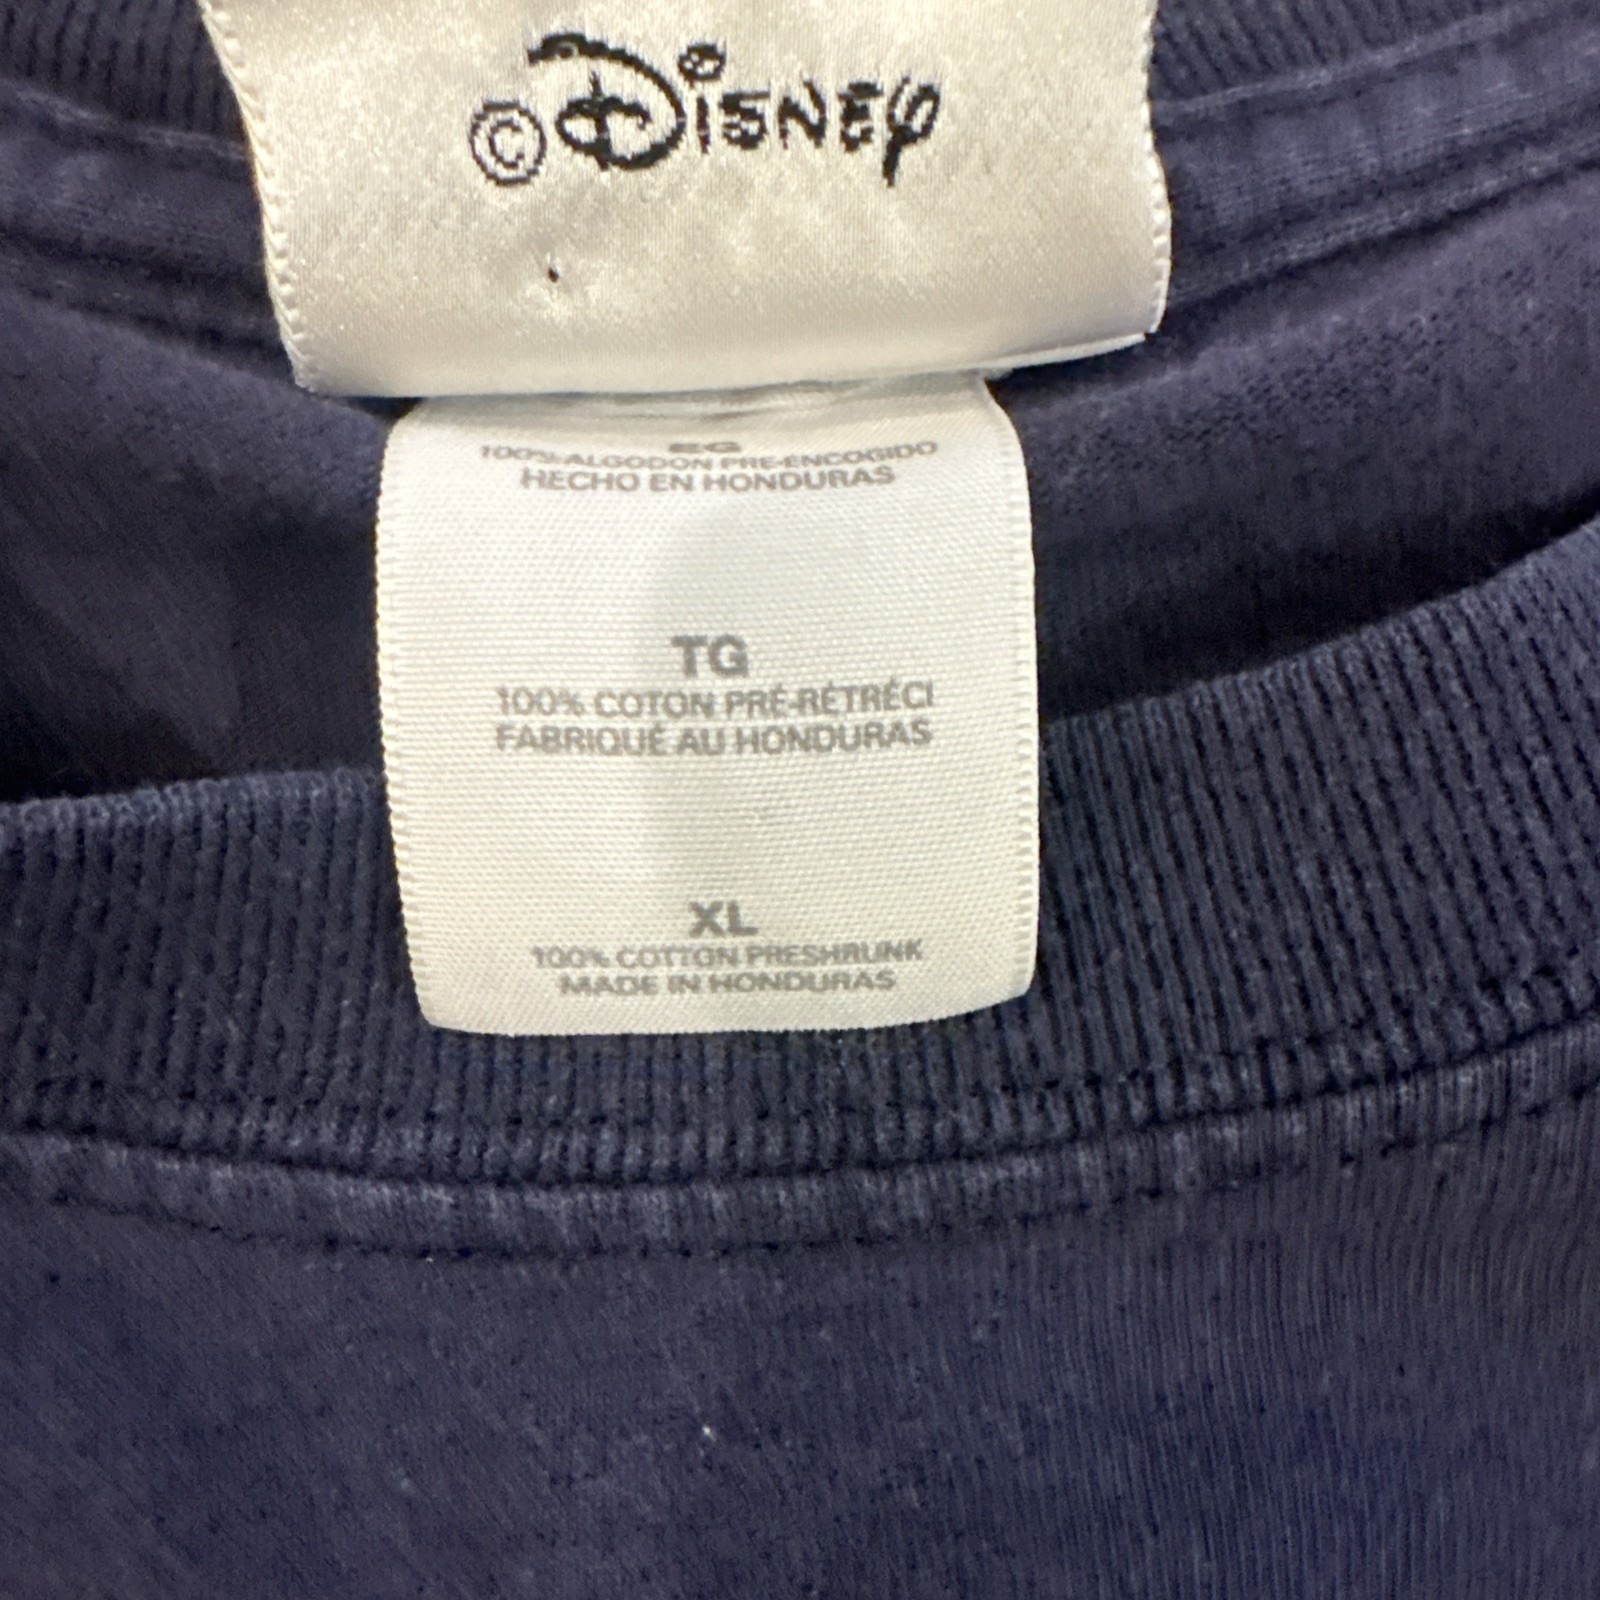 © Disney
EG
100% ALGODON PRE-ENCOGIDO
HECHO EN HONDURAS
TG
100% COTON PRÉ-RÉTRÉCI
FABRIQUÉ AU HONDURAS
XL
100% COTTON PRESHRUNK
MADE IN HONDURAS